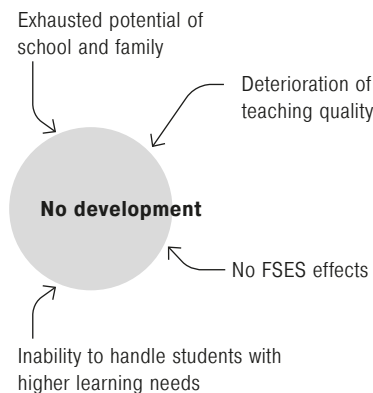 Exhausted potential of
school and family
Deterioration of
teaching quality
No development
No FSES effects
Inability to handle students with
higher learning needs